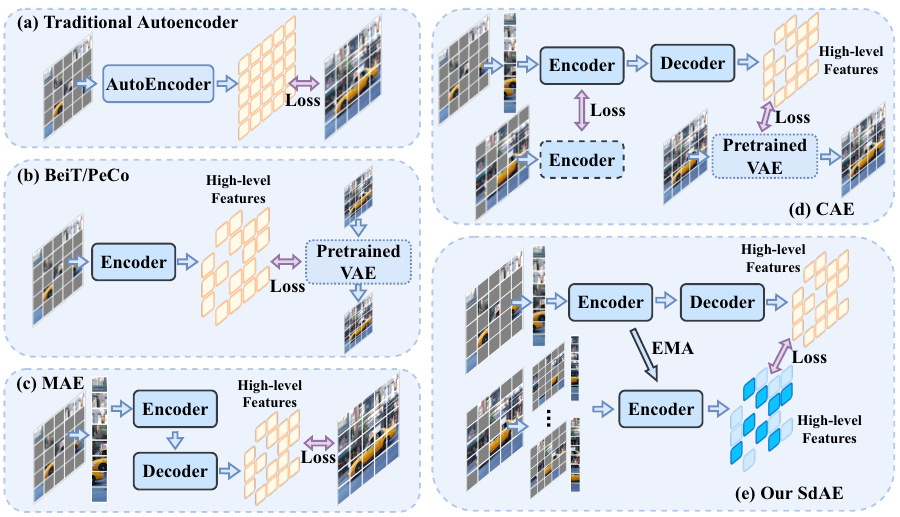 (a) Traditional Autoencoder
AutoEncoder
Loss
(b) BeiT/PeCo
High-level
Features
Encoder
Loss
Pretrained
VAE
(c) MAE
Encoder
Decoder
High-level
Features
Loss
Encoder
Decoder
High-level
Features
Loss
Loss
Encoder
Pretrained
VAE
(d) CAE
High-level
Features
Encoder
Decoder
EMA
Loss
Encoder
High-level
Features
(e) Our SdAE